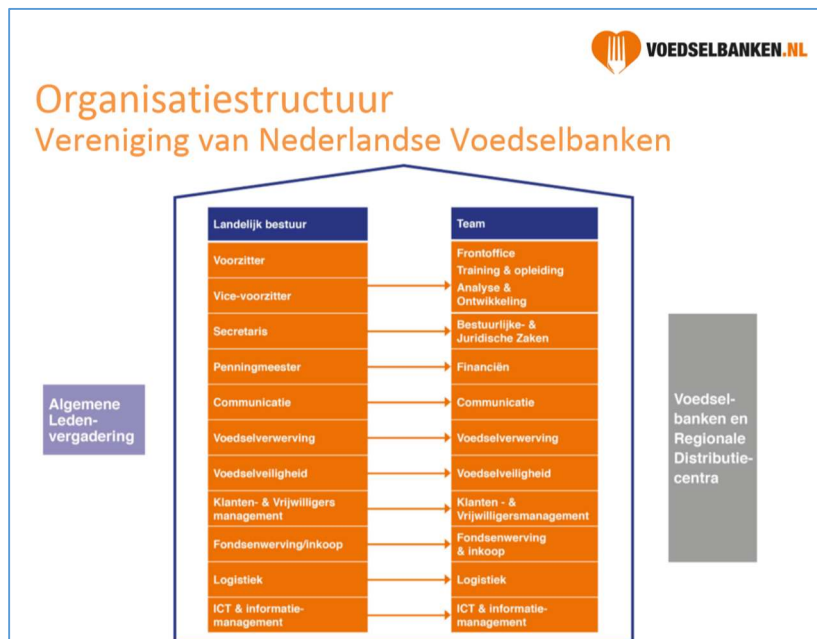 VOEDSELBANKEN.NL
Organisatiestructuur
Vereniging van Nederlandse Voedselbanken
Landelijk bestuur
Voorzitter
Vice-voorzitter
Secretaris
Penningmeester
Communicatie
Voedselverwerving
Voedselveiligheid
Klanten- & Vrijwilligers
management
Fondsenwerving/inkoop
Logistiek
ICT & informatie-
management
Team
Frontoffice
Training & opleiding
Analyse &
Ontwikkeling
Bestuurlijke- &
Juridische Zaken
Financiën
Communicatie
Voedselverwerving
Voedselveiligheid
Klanten - &
Vrijwilligersmanagement
Fondsenwerving
& inkoop
Logistiek
ICT & informatie-
management
Algemene
Leden-
vergadering
Voedsel-
banken en
Regionale
Distributie-
centra